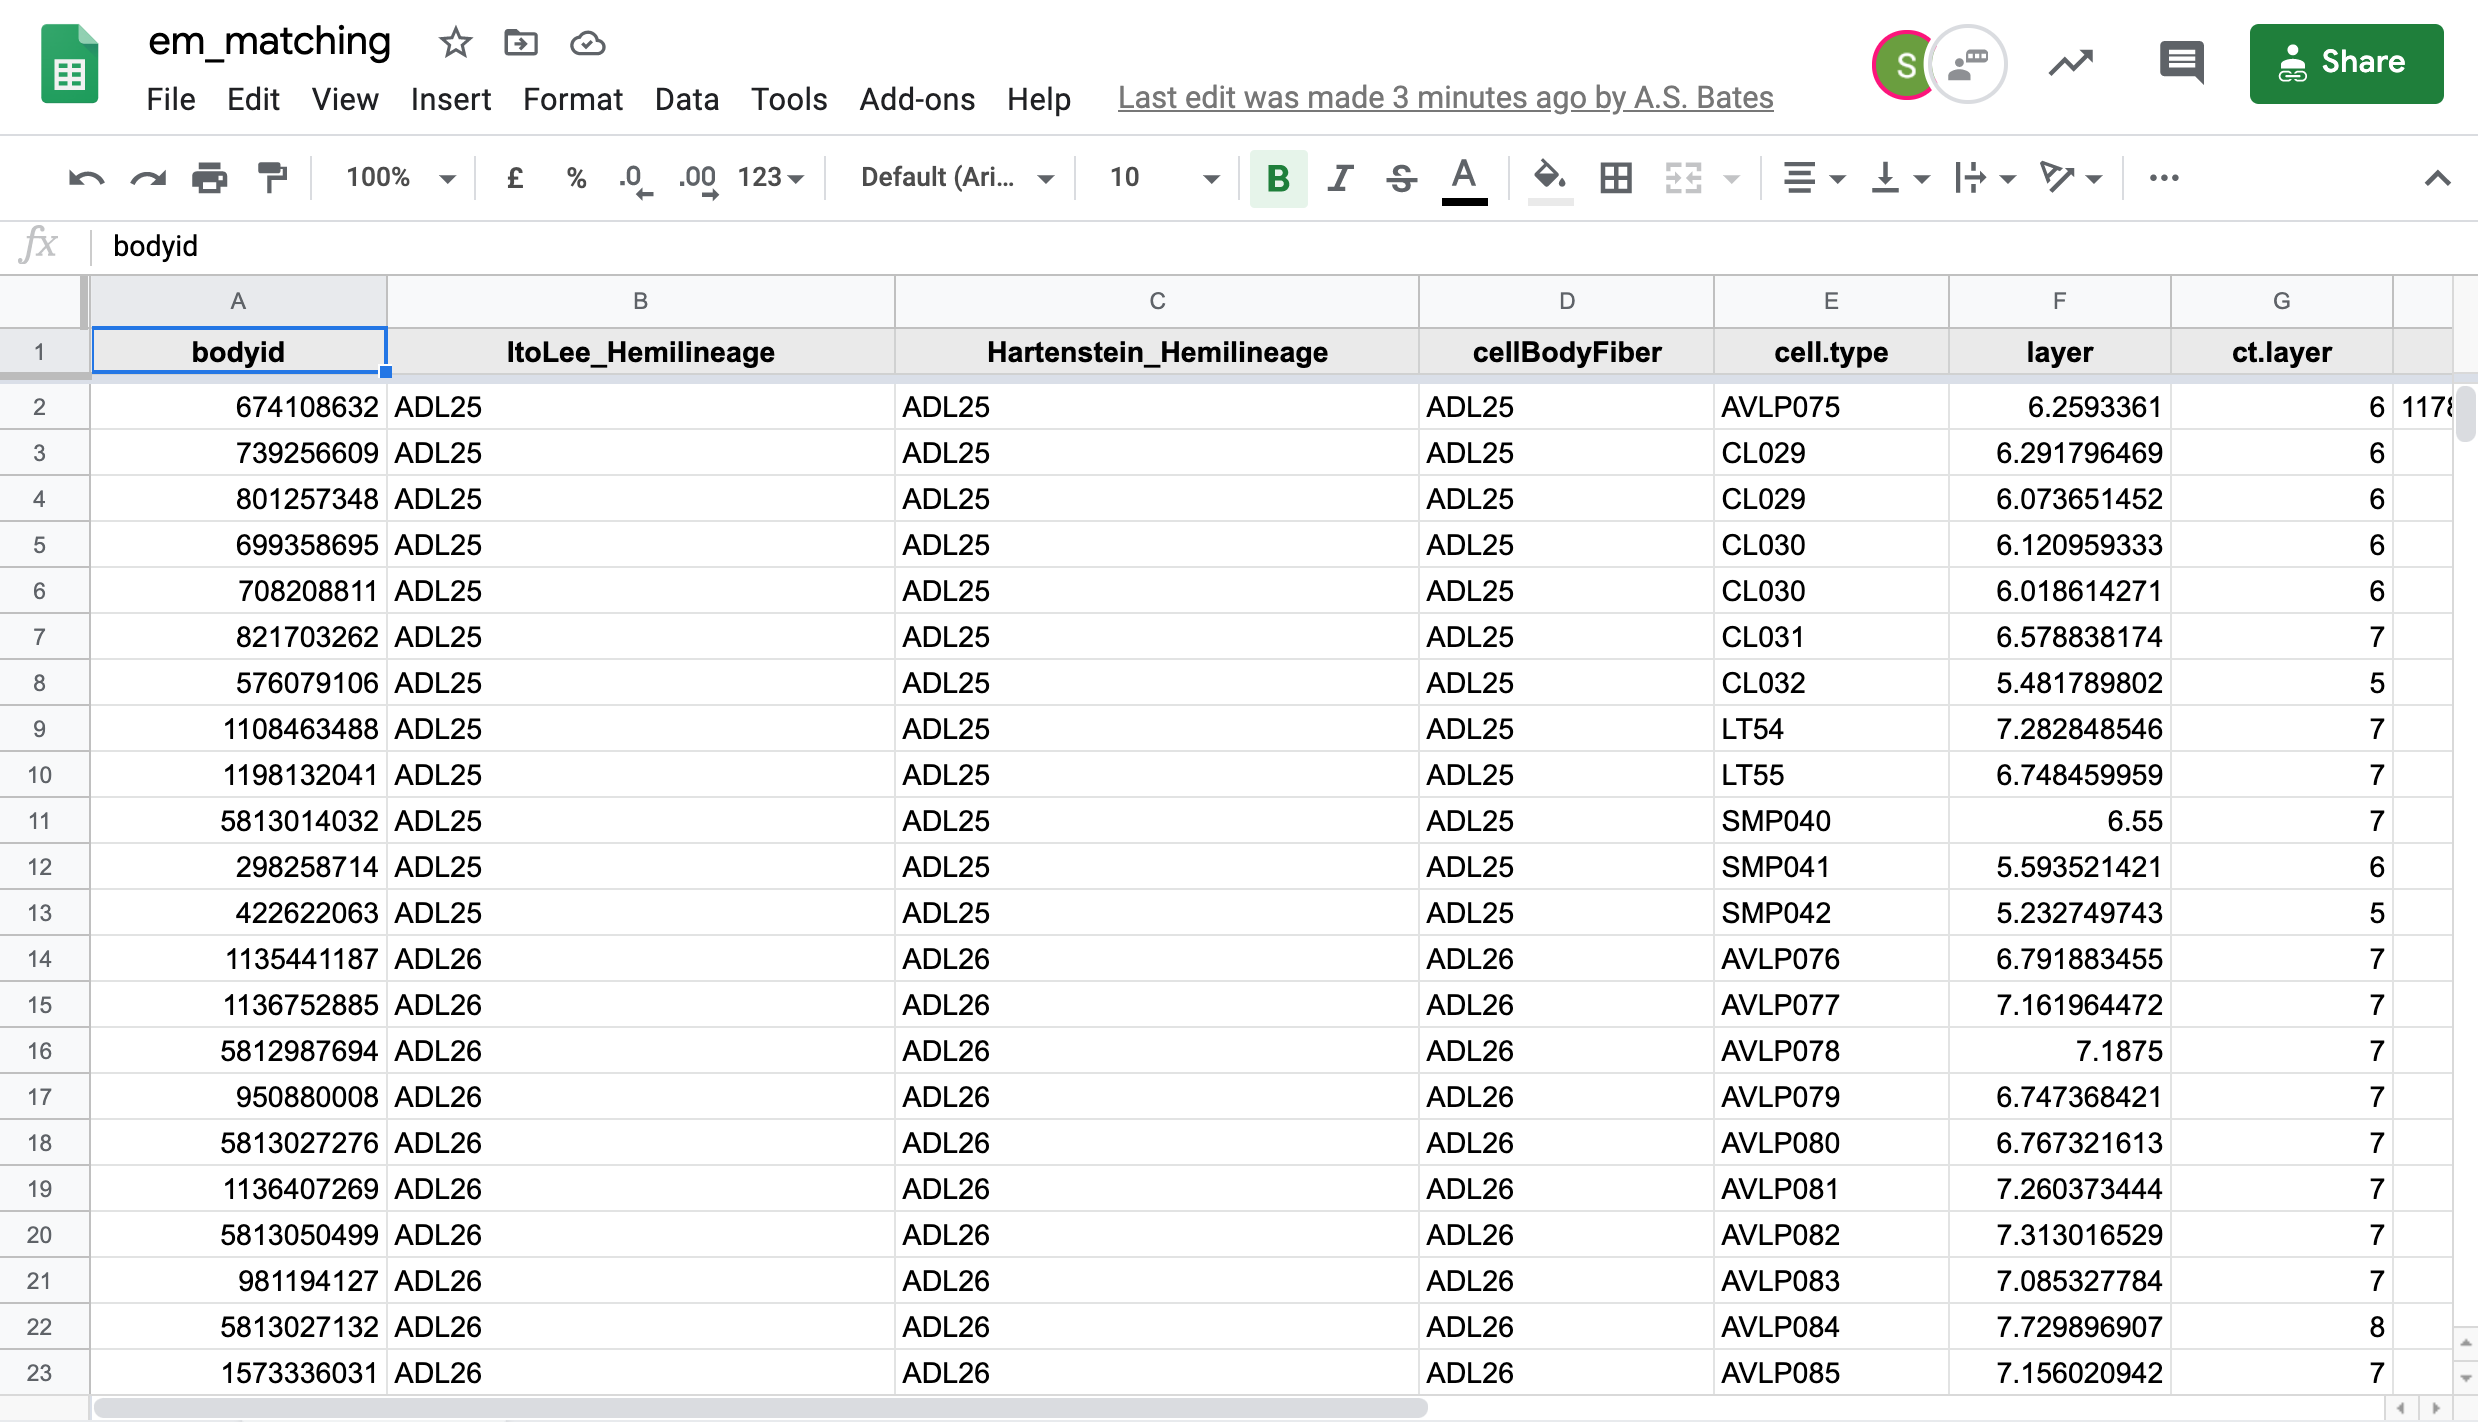 em_matching
File Edit View Insert Format Data Tools Add-ons Help Last edit was made 3 minutes ago by A.S. Bates
S
Share
100% £ % .0 .00 123 Default (Ari... 10 B I S A
fx bodyid
A B C D E F G
1 bodyid ItoLee_Hemilineage Hartenstein_Hemilineage cellBodyFiber cell.type layer ct.layer
2 674108632 ADL25 ADL25 ADL25 AVLP075 6.2593361 6 1178
3 739256609 ADL25 ADL25 ADL25 CL029 6.291796469 6
4 801257348 ADL25 ADL25 ADL25 CL029 6.073651452 6
5 699358695 ADL25 ADL25 ADL25 CL030 6.120959333 6
6 708208811 ADL25 ADL25 ADL25 CL030 6.018614271 6
7 821703262 ADL25 ADL25 ADL25 CL031 6.578838174 7
8 576079106 ADL25 ADL25 ADL25 CL032 5.481789802 5
9 1108463488 ADL25 ADL25 ADL25 LT54 7.282848546 7
10 1198132041 ADL25 ADL25 ADL25 LT55 6.748459959 7
11 5813014032 ADL25 ADL25 ADL25 SMP040 6.55 7
12 298258714 ADL25 ADL25 ADL25 SMP041 5.593521421 6
13 422622063 ADL25 ADL25 ADL25 SMP042 5.232749743 5
14 1135441187 ADL26 ADL26 ADL26 AVLP076 6.791883455 7
15 1136752885 ADL26 ADL26 ADL26 AVLP077 7.161964472 7
16 5812987694 ADL26 ADL26 ADL26 AVLP078 7.1875 7
17 950880008 ADL26 ADL26 ADL26 AVLP079 6.747368421 7
18 5813027276 ADL26 ADL26 ADL26 AVLP080 6.767321613 7
19 1136407269 ADL26 ADL26 ADL26 AVLP081 7.260373444 7
20 5813050499 ADL26 ADL26 ADL26 AVLP082 7.313016529 7
21 981194127 ADL26 ADL26 ADL26 AVLP083 7.085327784 7
22 5813027132 ADL26 ADL26 ADL26 AVLP084 7.729896907 8
23 1573336031 ADL26 ADL26 ADL26 AVLP085 7.156020942 7